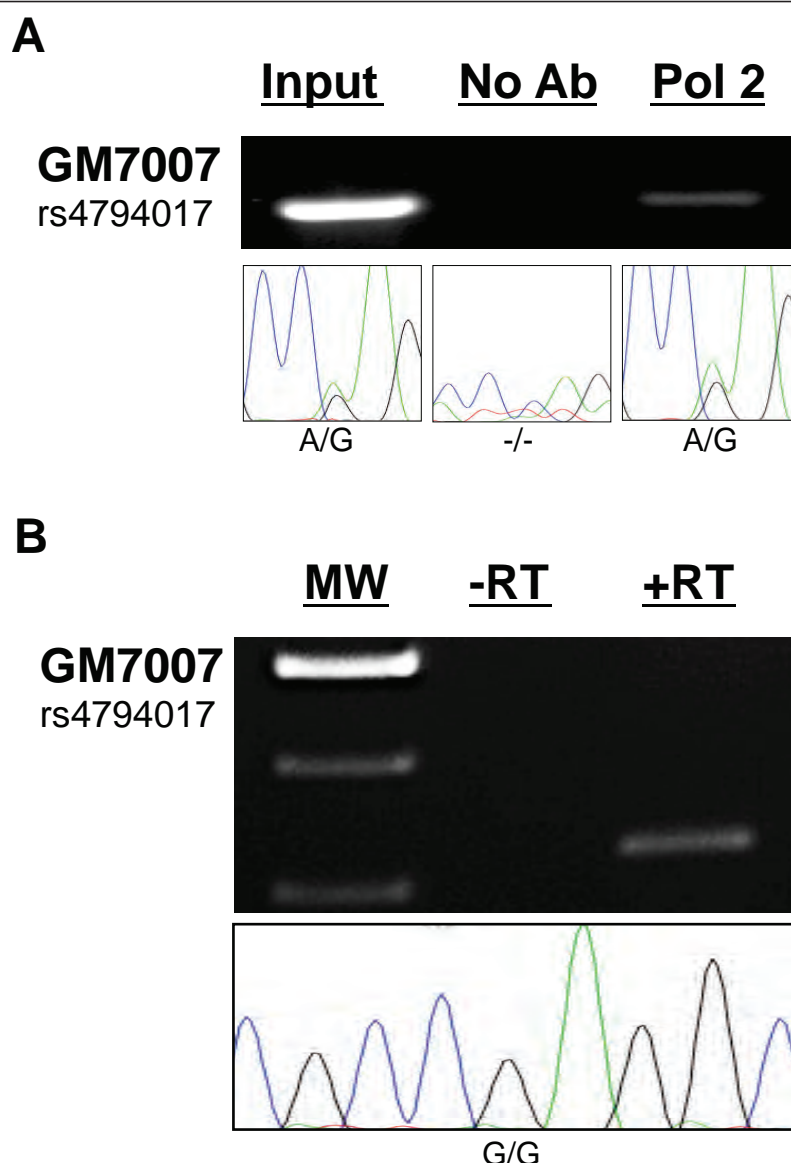 A
Input No Ab Pol 2
GM7007
rs4794017
A/G -/- A/G
B
MW -RT +RT
GM7007
rs4794017
G/G